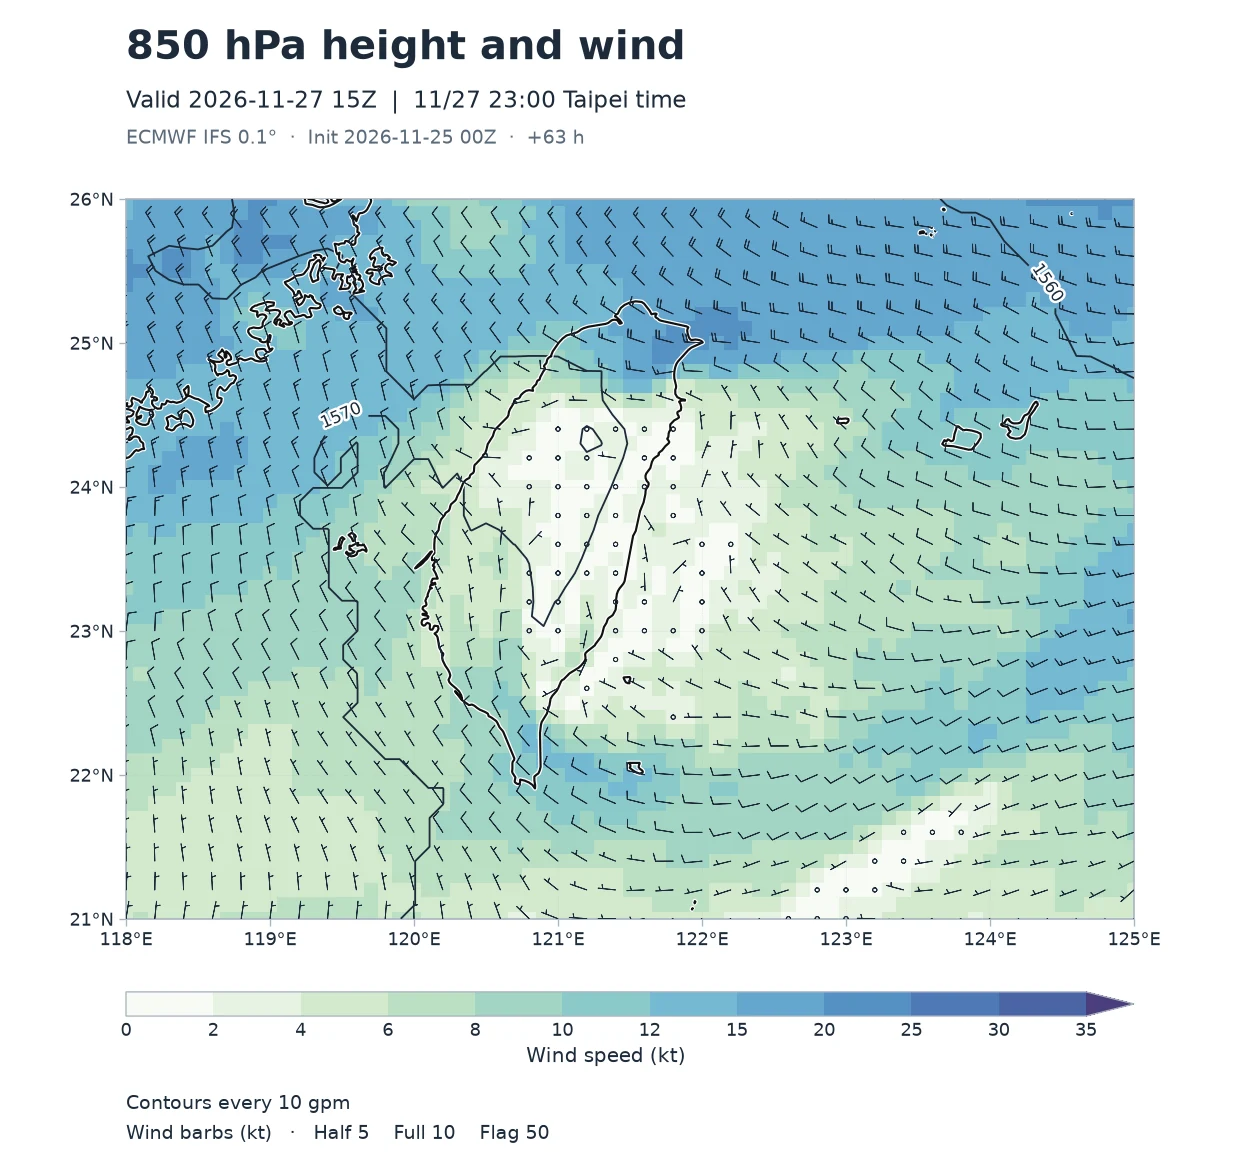 850 hPa height and wind
Valid 2026-11-27 15Z | 11/27 23:00 Taipei time
ECMWF IFS 0.1° · Init 2026-11-25 00Z · +63 h
26°N
25°N
24°N
23°N
22°N
21°N
1560
1570
118°E 119°E 120°E 121°E 122°E 123°E 124°E 125°E
0 2 4 6 8 10 12 15 20 25 30 35
Wind speed (kt)
Contours every 10 gpm
Wind barbs (kt) · Half 5 Full 10 Flag 50